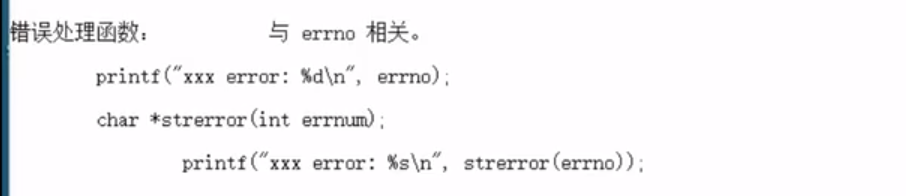 错误处理函数： 与 errno 相关。
printf("xxx error: %d\n", errno);
char *strerror(int errnum);
printf("xxx error: %s\n", strerror(errno));